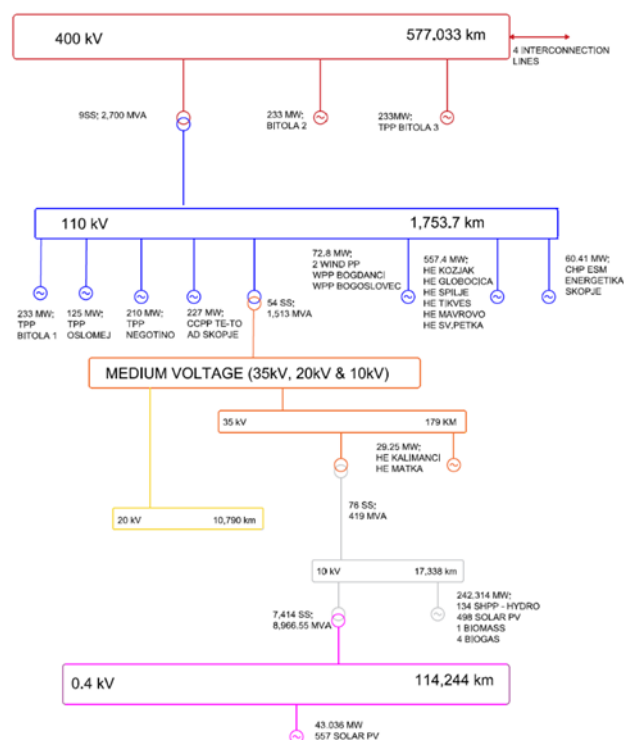 400 kV
577,033 km
4 INTERCONNECTION
LINES
9SS; 2,700 MVA
233 MW;
BITOLA 2
233MW;
TPP BITOLA 3
110 kV
1,753.7 km
233 MW;
TPP
BITOLA 1
125 MW;
TPP
OSLOMEJ
210 MW;
TPP
NEGOTINO
227 MW;
CCPP TE-TO
AD SKOPJE
54 SS;
1,513 MVA
72.8 MW;
2 WIND PP
WPP BOGDANCI
WPP BOGOSLOVEC
557.4 MW;
HE KOZJAK
HE GLOBOCICA
HE SPILJE
HE TIKVES
HE MAVROVO
HE SV.PETKA
60.41 MW;
CHP ESM
ENERGETIKA
SKOPJE
MEDIUM VOLTAGE (35kV, 20kV & 10kV)
35 kV
179 KM
29.25 MW;
HE KALIMANCI
HE MATKA
20 kV
10,790 km
76 SS;
419 MVA
10 kV
17,338 km
7,414 SS;
8,966.55 MVA
242.314 MW;
134 SHPP - HYDRO
498 SOLAR PV
1 BIOMASS
4 BIOGAS
0.4 kV
114,244 km
43.036 MW
557 SOLAR PV